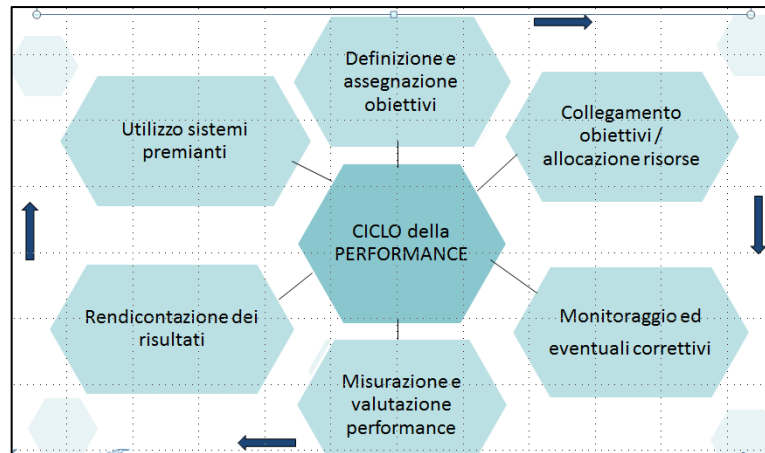 Definizione e
assegnazione
obiettivi
Collegamento
obiettivi /
allocazione risorse
Monitoraggio ed
eventuali correttivi
Misurazione e
valutazione
performance
Rendicontazione dei
risultati
Utilizzo sistemi
premianti
CICLO della
PERFORMANCE